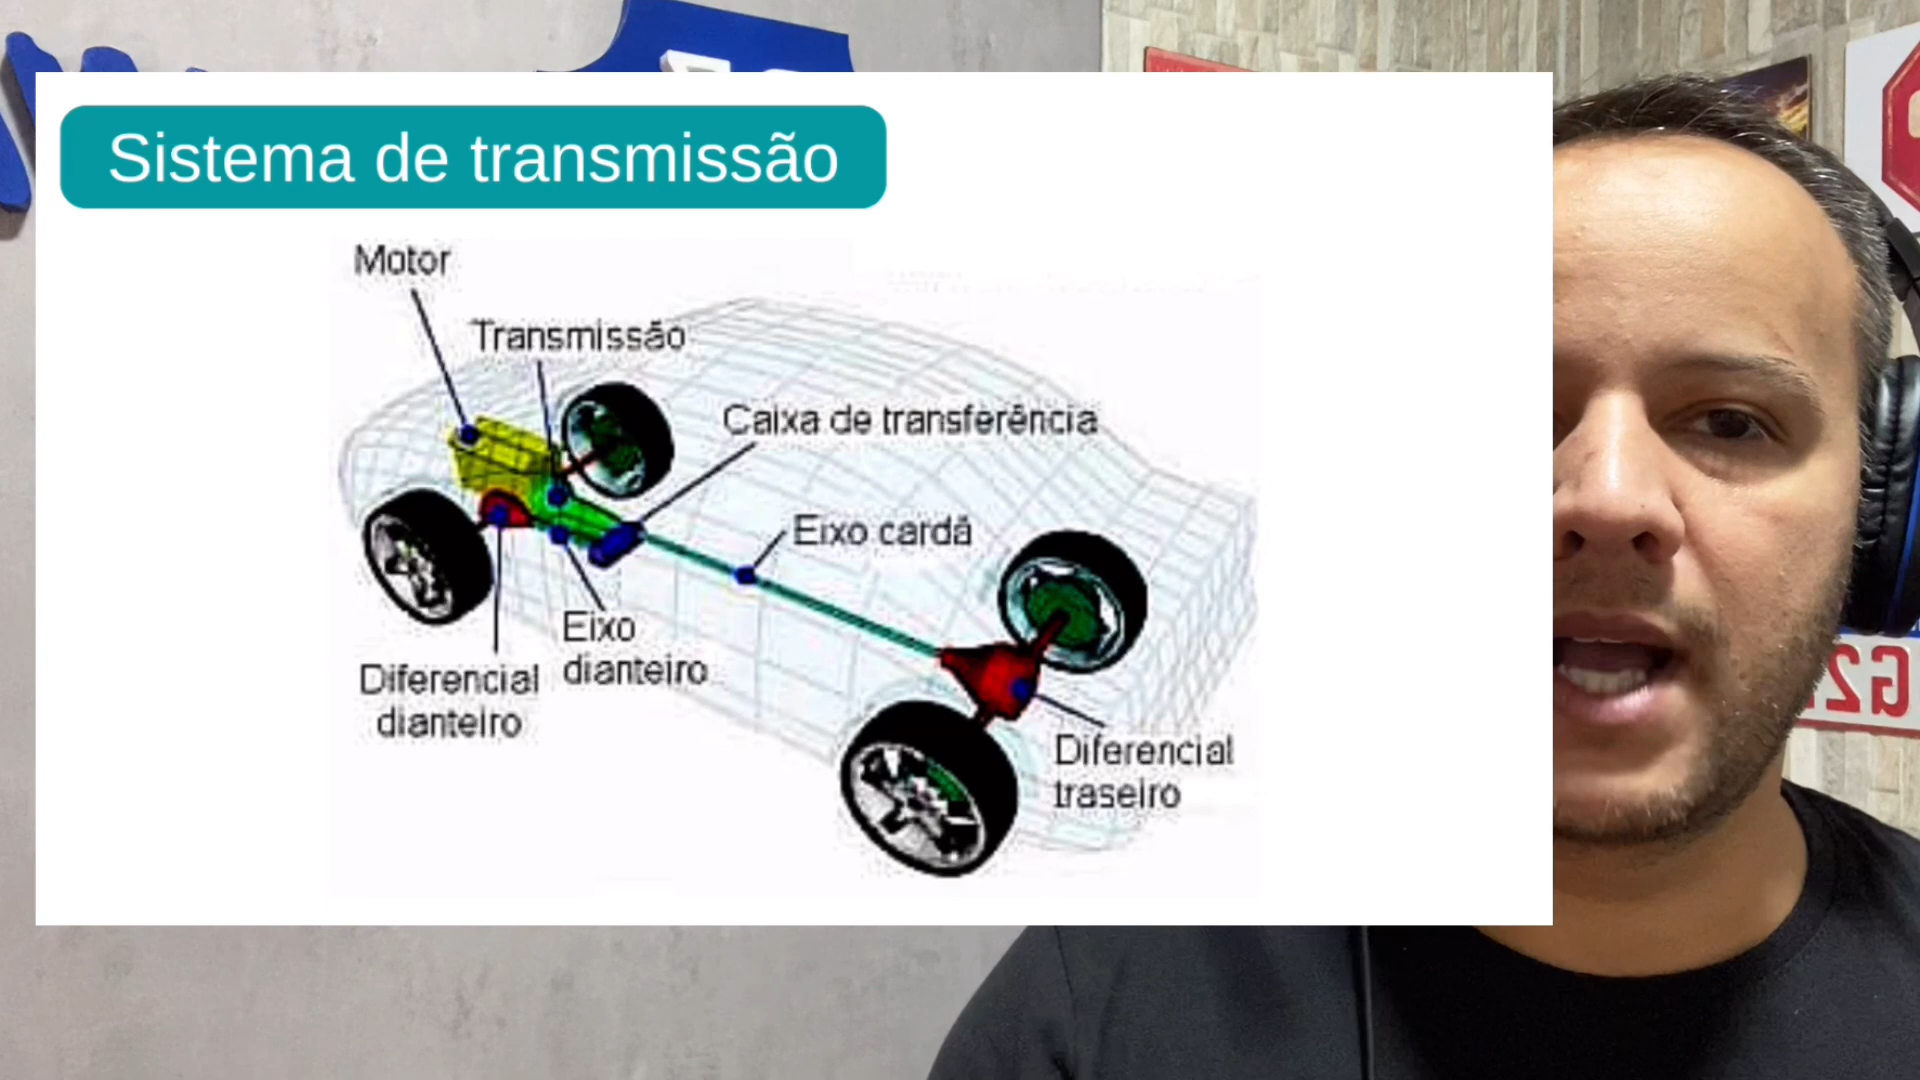 Sistema de transmissão
Motor
Transmissão
Caixa de transferência
Eixo cardã
Eixo
dianteiro
Diferencial
dianteiro
Diferencial
traseiro